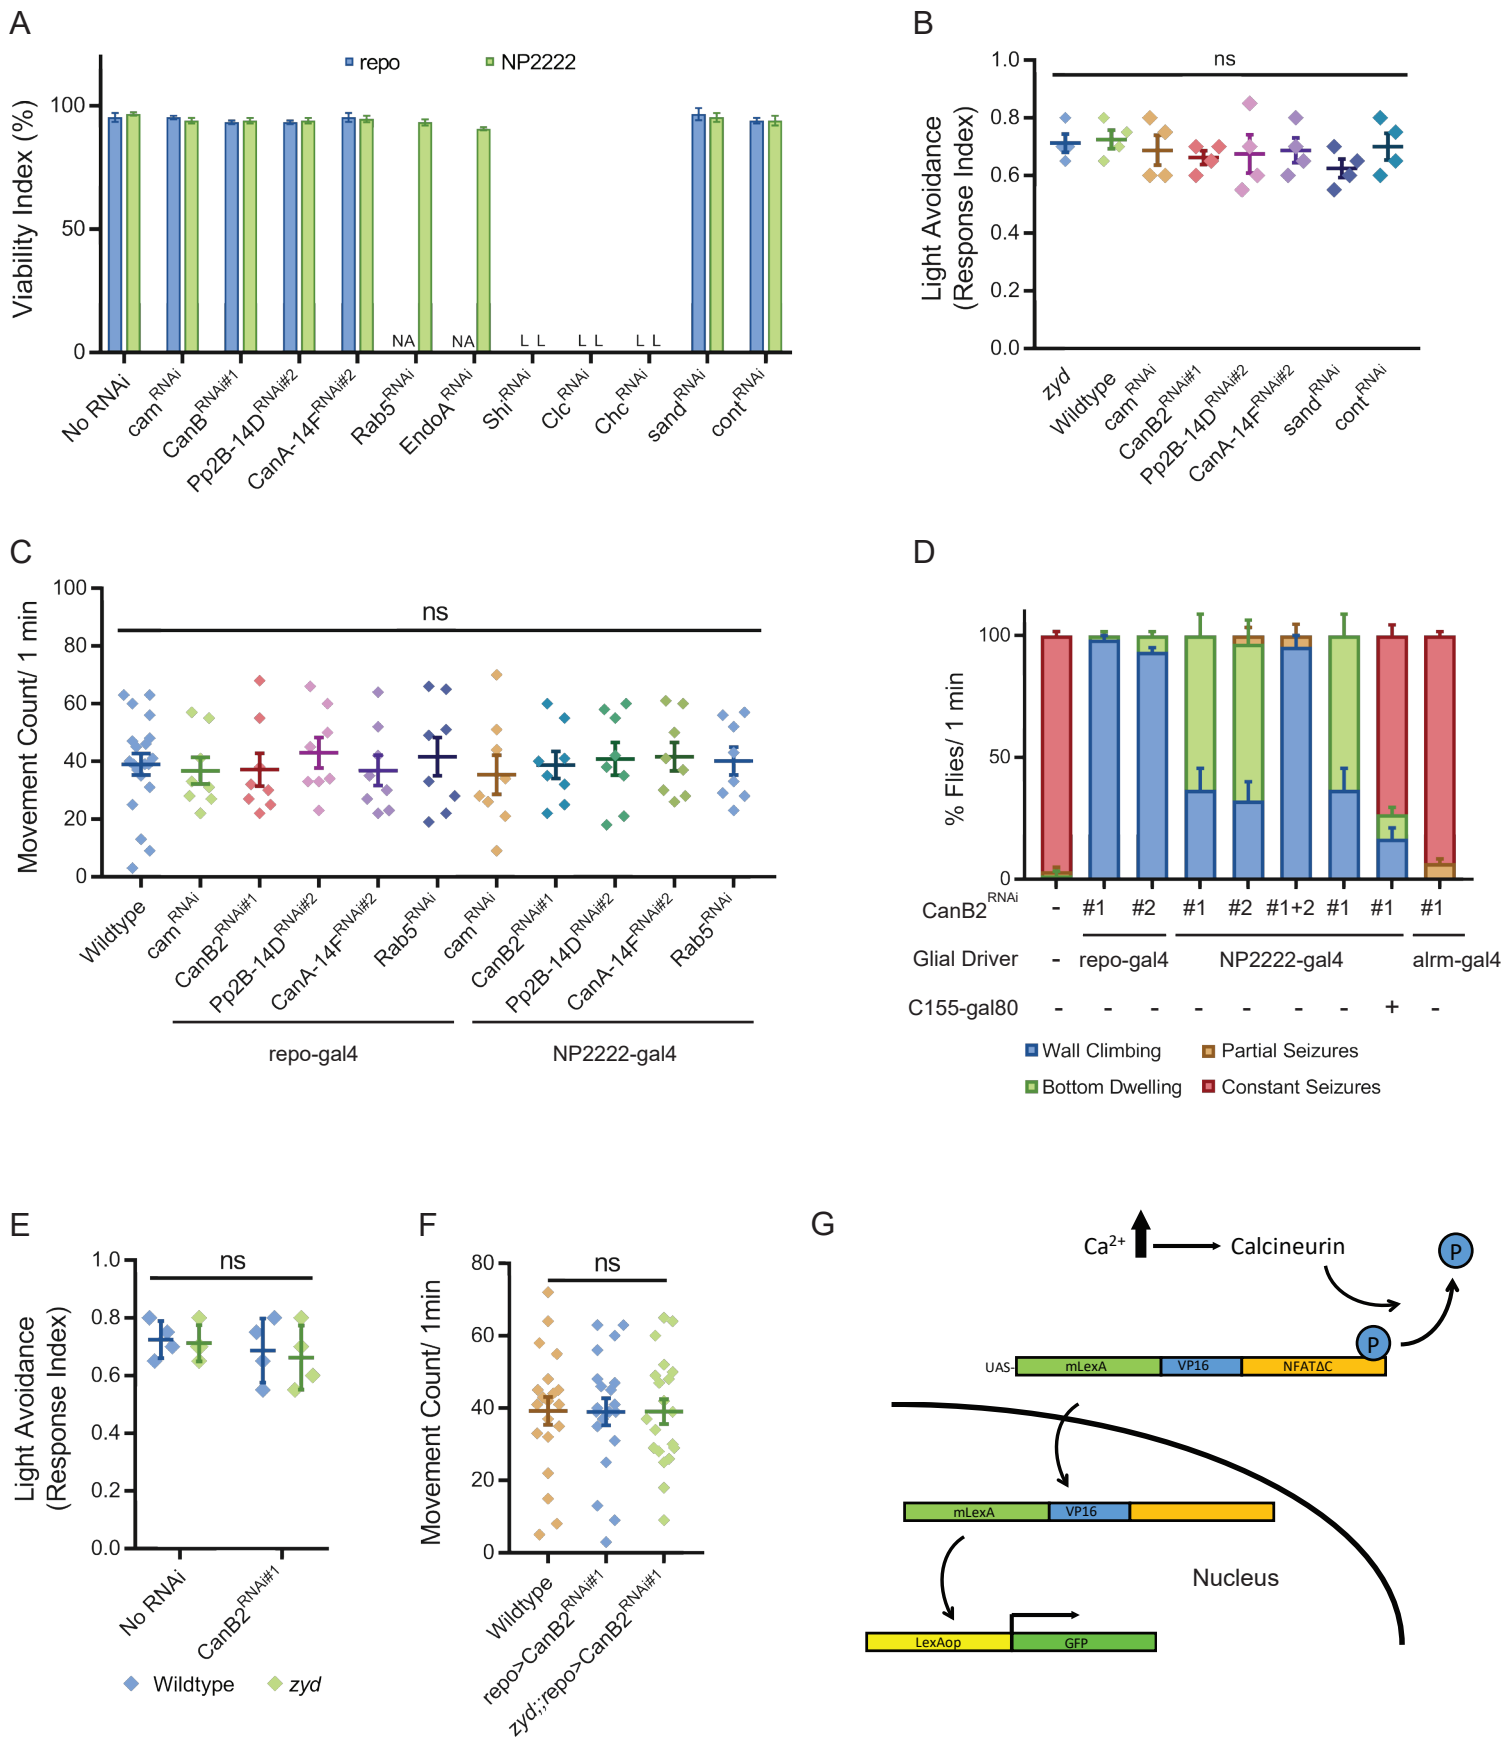 A
repo NP2222
Viability Index (%)
100
50
0
NA NA L L L L L L
No RNAi
cam^RNAi
CanB^RNAi#1
Pp2B-14D^RNAi#2
CanA-14F^RNAi#2
Rab5^RNAi
EndoA^RNAi
Shi^RNAi
Clc^RNAi
Chc^RNAi
sand^RNAi
cont^RNAi
B
ns
Light Avoidance
(Response Index)
1.0
0.8
0.6
0.4
0.2
0.0
zyd
Wildtype
cam^RNAi
CanB2^RNAi#1
Pp2B-14D^RNAi#2
CanA-14F^RNAi#2
sand^RNAi
cont^RNAi
C
ns
Movement Count/ 1 min
100
80
60
40
20
0
Wildtype
cam^RNAi
CanB2^RNAi#1
Pp2B-14D^RNAi#2
CanA-14F^RNAi#2
Rab5^RNAi
cam^RNAi
CanB2^RNAi#1
Pp2B-14D^RNAi#2
CanA-14F^RNAi#2
Rab5^RNAi
repo-gal4 NP2222-gal4
D
% Flies/ 1 min
100
50
0
CanB2^RNAi - #1 #2 #1 #2 #1+2 #1 #1 #1
Glial Driver - repo-gal4 NP2222-gal4 alrm-gal4
C155-gal80 - - - - - - - + -
Wall Climbing Partial Seizures
Bottom Dwelling Constant Seizures
E
ns
Light Avoidance
(Response Index)
1.0
0.8
0.6
0.4
0.2
0.0
No RNAi
CanB2^RNAi#1
Wildtype zyd
F
ns
Movement Count/ 1min
80
60
40
20
0
Wildtype
repo>CanB2^RNAi#1
zyd;;repo>CanB2^RNAi#1
G
Ca2+ Calcineurin P
P
UAS- mLexA VP16 NFATΔC
mLexA VP16
Nucleus
LexAop GFP